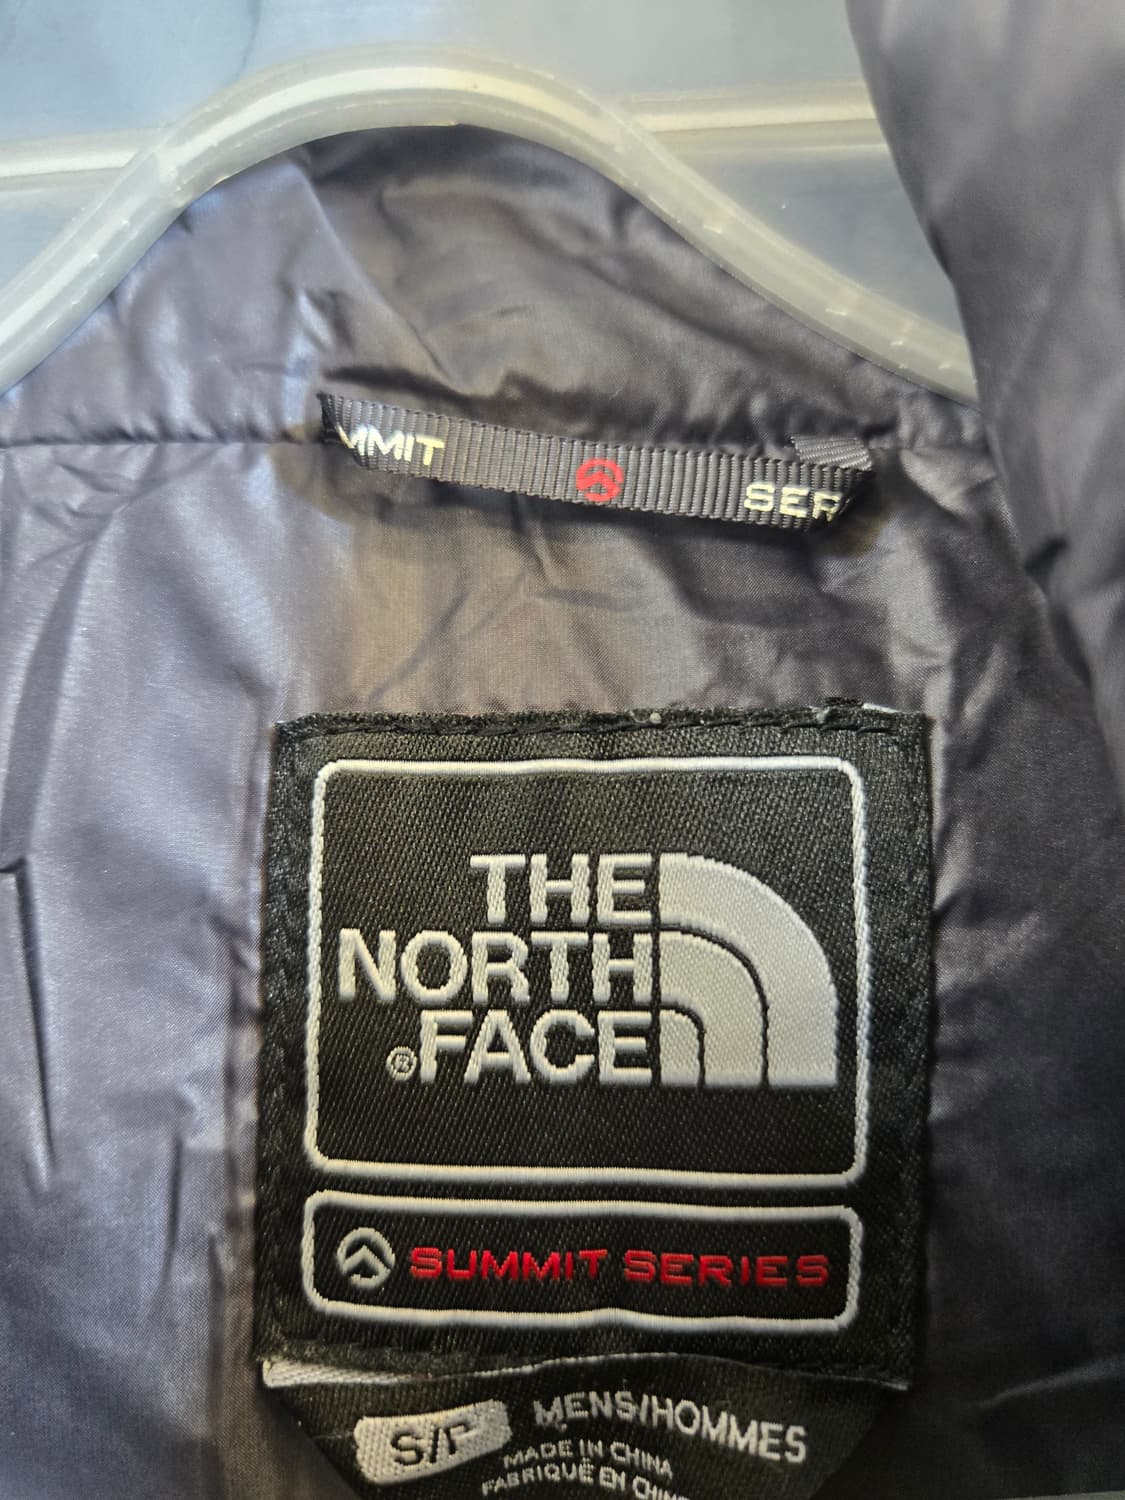 MMIT SER
THE
NORTH
®FACE
SUMMIT SERIES
S/P MENS/HOMMES
MADE IN CHINA
FABRIQUÉ EN CHINE